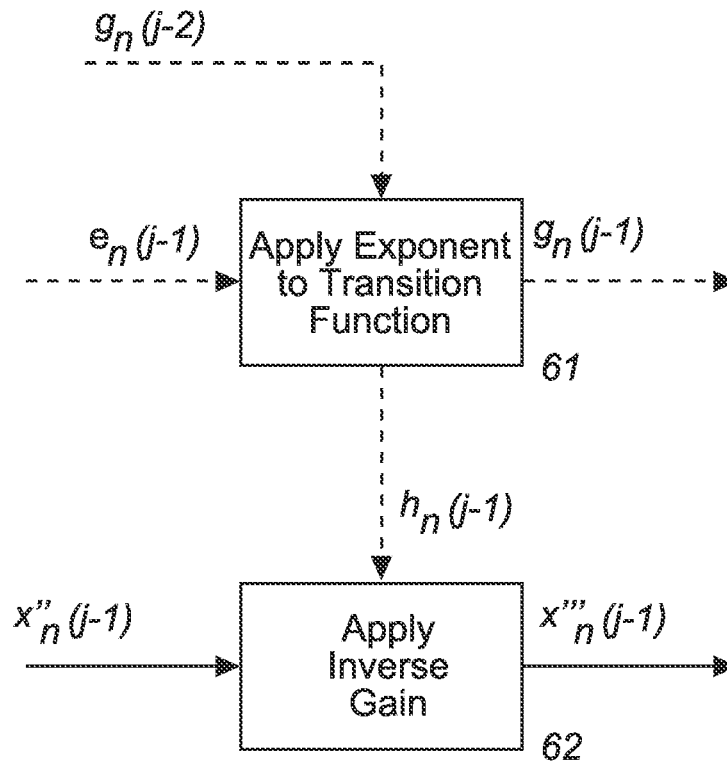 g_n(j-2)
e_n(j-1)
Apply Exponent
to Transition
Function
g_n(j-1)
61
h_n(j-1)
x''_n(j-1)
Apply
Inverse
Gain
x'''_n(j-1)
62